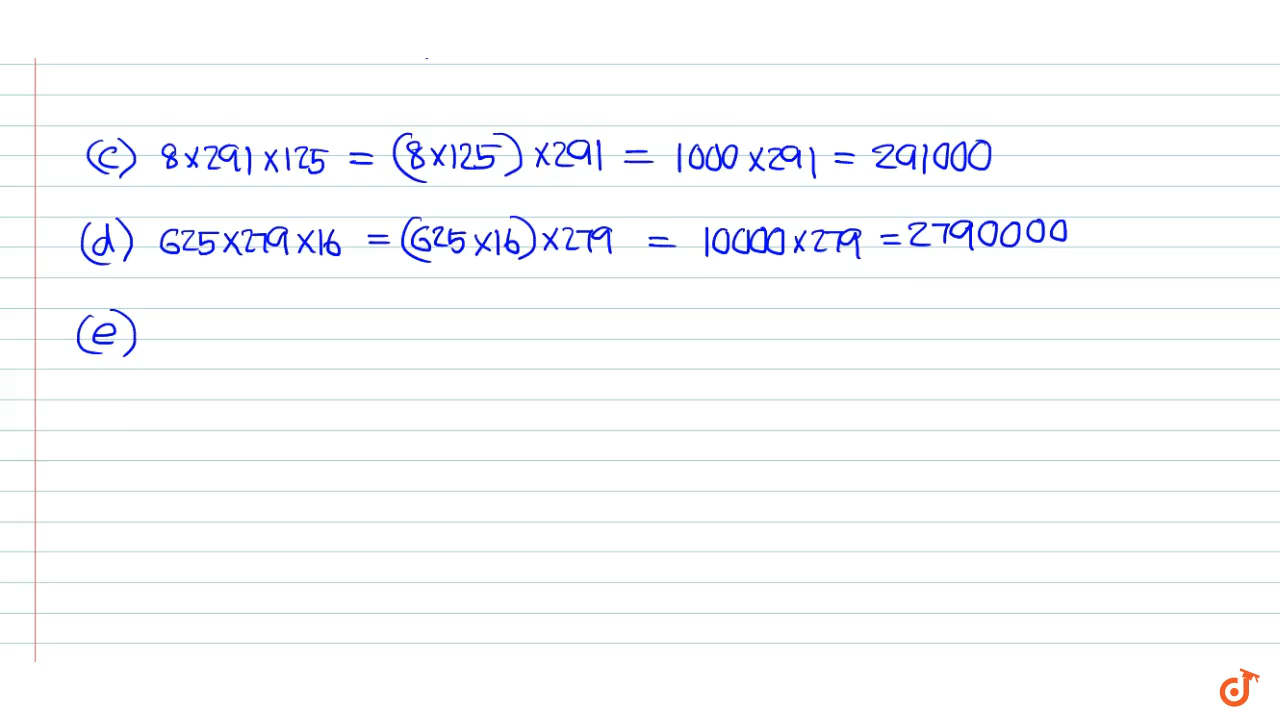 (c) 8×291×125 = (8×125) ×291 = 1000×291 = 291000
(d) 625×279×16 = (625×16)×279 = 10000×279 = 2790000
(e)